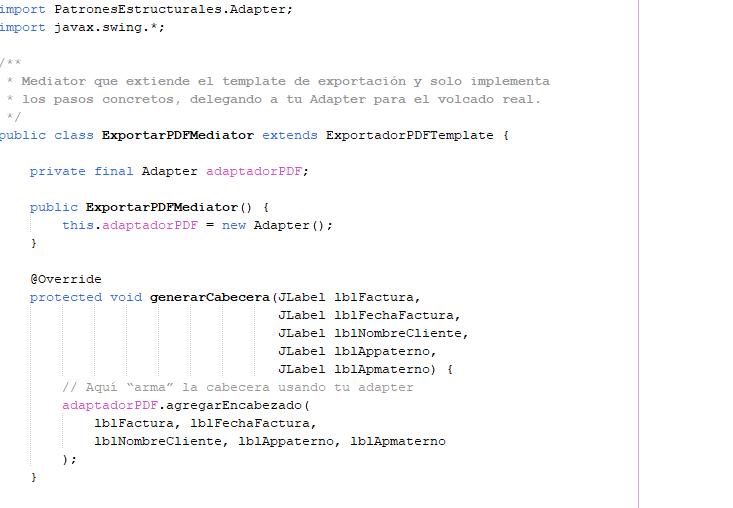 import PatronesEstructurales.Adapter;
import javax.swing.*;

/**
 * Mediator que extiende el template de exportación y solo implementa
 * los pasos concretos, delegando a tu Adapter para el volcado real.
 */
public class ExportarPDFMediator extends ExportadorPDFTemplate {

    private final Adapter adaptadorPDF;

    public ExportarPDFMediator() {
        this.adaptadorPDF = new Adapter();
    }

    @Override
    protected void generarCabecera(JLabel lblFactura,
                                   JLabel lblFechaFactura,
                                   JLabel lblNombreCliente,
                                   JLabel lblAppaterno,
                                   JLabel lblApmaterno) {
        // Aquí “arma” la cabecera usando tu adapter
        adaptadorPDF.agregarEncabezado(
            lblFactura, lblFechaFactura,
            lblNombreCliente, lblAppaterno, lblApmaterno
        );
    }